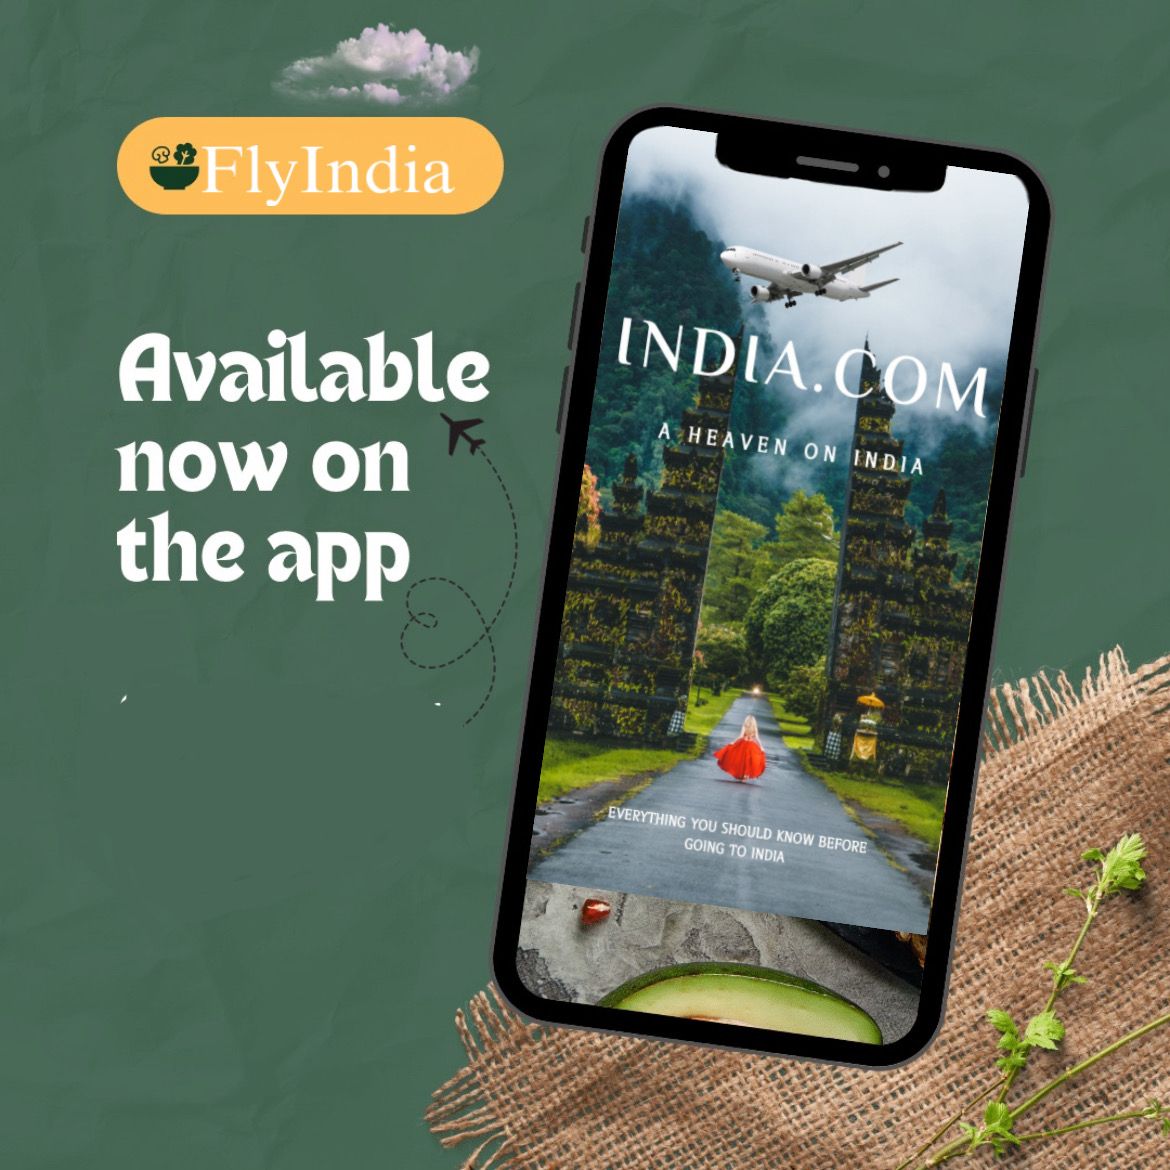 FlyIndia
Available
now on
the app
INDIA.COM
A HEAVEN ON INDIA
EVERYTHING YOU SHOULD KNOW BEFORE
GOING TO INDIA